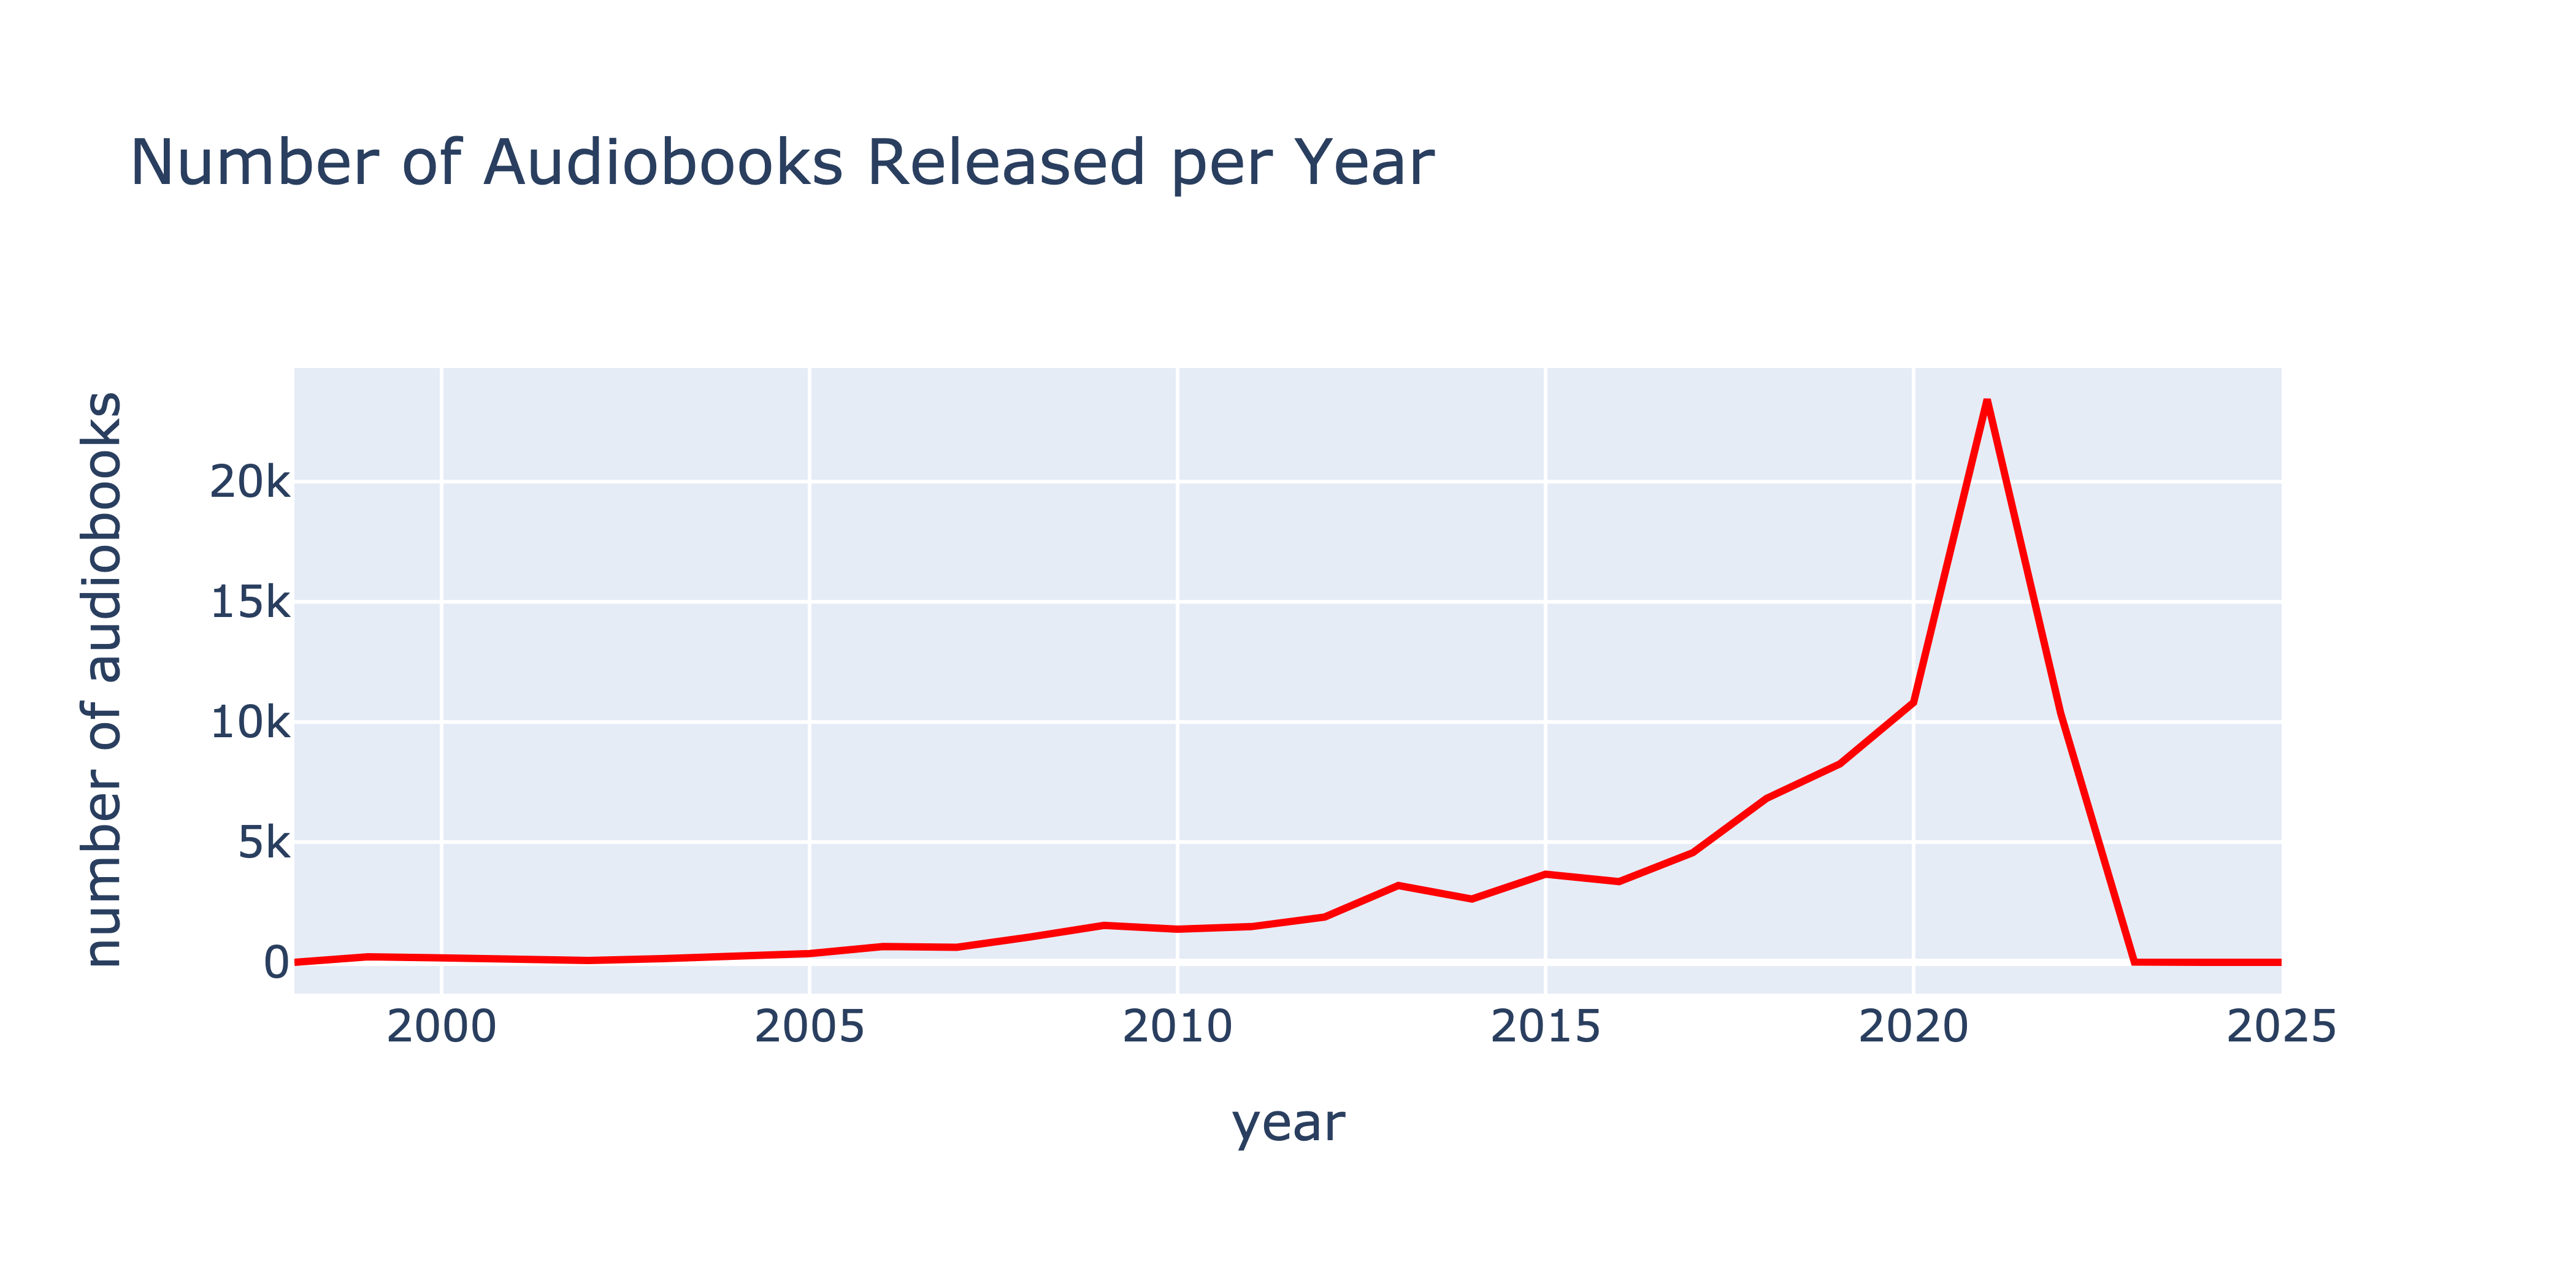 Number of Audiobooks Released per Year
number of audiobooks
20k
15k
10k
5k
0
2000 2005 2010 2015 2020 2025
year